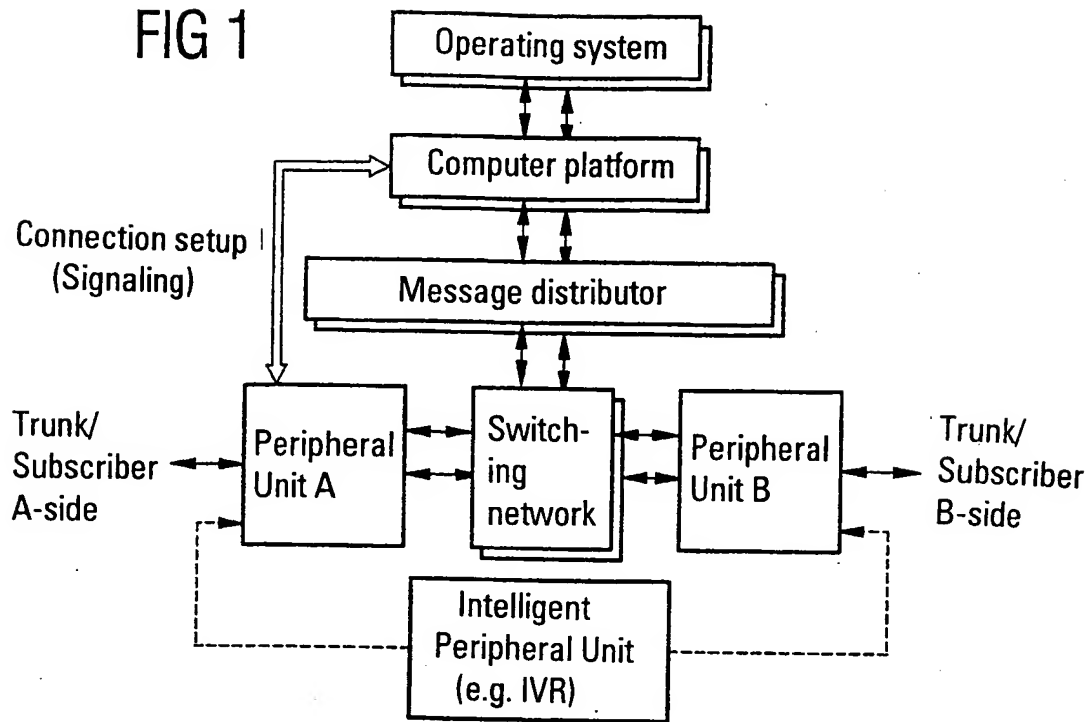 FIG 1
Operating system
Computer platform
Connection setup
(Signaling)
Message distributor
Trunk/
Subscriber
A-side
Peripheral
Unit A
Switch-
ing
network
Peripheral
Unit B
Trunk/
Subscriber
B-side
Intelligent
Peripheral Unit
(e.g. IVR)